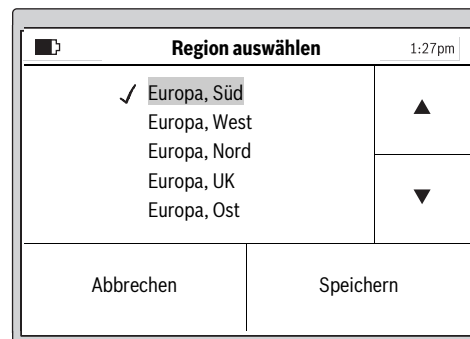 Region auswählen
1:27pm
Europa, Süd
Europa, West
Europa, Nord
Europa, UK
Europa, Ost
Abbrechen
Speichern